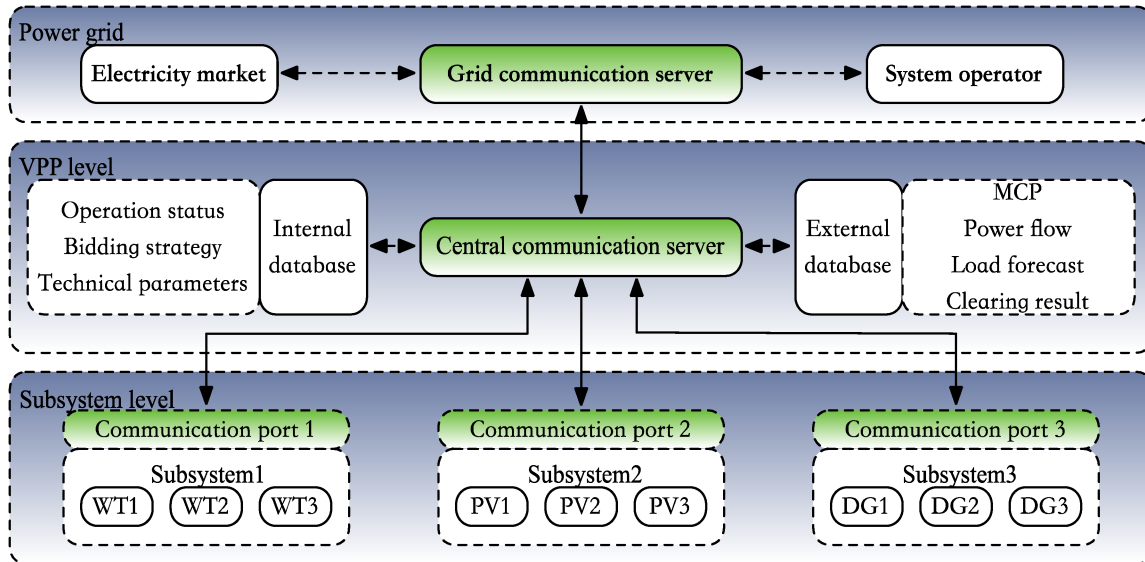 Power grid
Electricity market
Grid communication server
System operator
VPP level
Operation status
Bidding strategy
Technical parameters
Internal
database
Central communication server
External
database
MCP
Power flow
Load forecast
Clearing result
Subsystem level
Communication port 1
Communication port 2
Communication port 3
Subsystem1
WT1 WT2 WT3
Subsystem2
PV1 PV2 PV3
Subsystem3
DG1 DG2 DG3